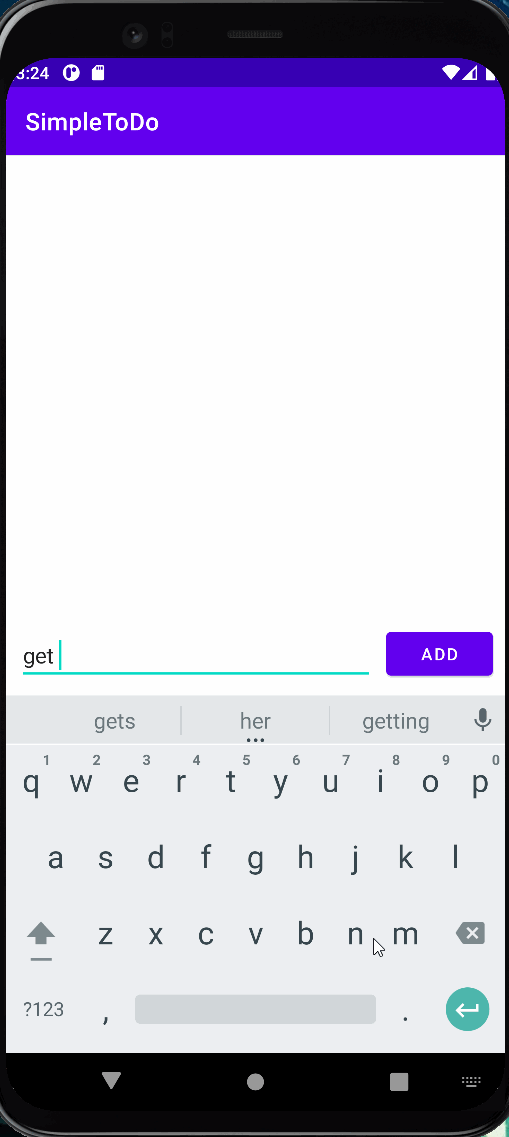 3:24
SimpleToDo
get
ADD
gets her getting
1 2 3 4 5 6 7 8 9 0
q w e r t y u i o p
a s d f g h j k l
z x c v b n m
?123 , .